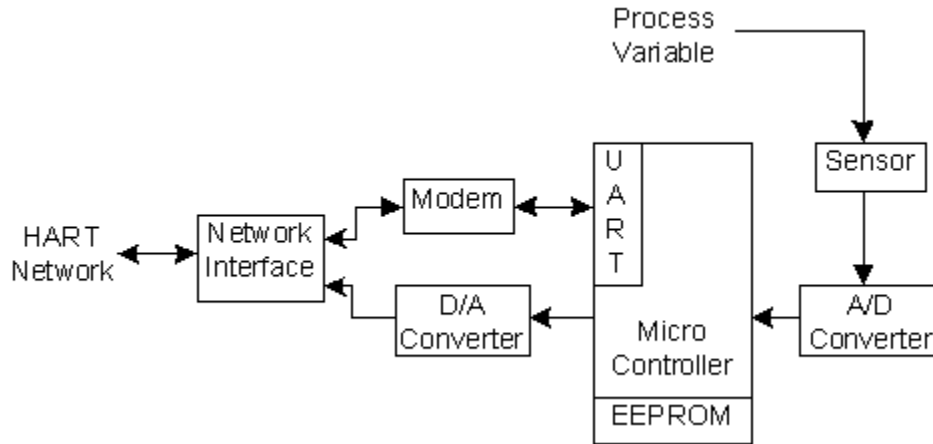 Process
Variable
U
A
R
T
Sensor
Modem
HART
Network
Network
Interface
D/A
Converter
Micro
Controller
A/D
Converter
EEPROM